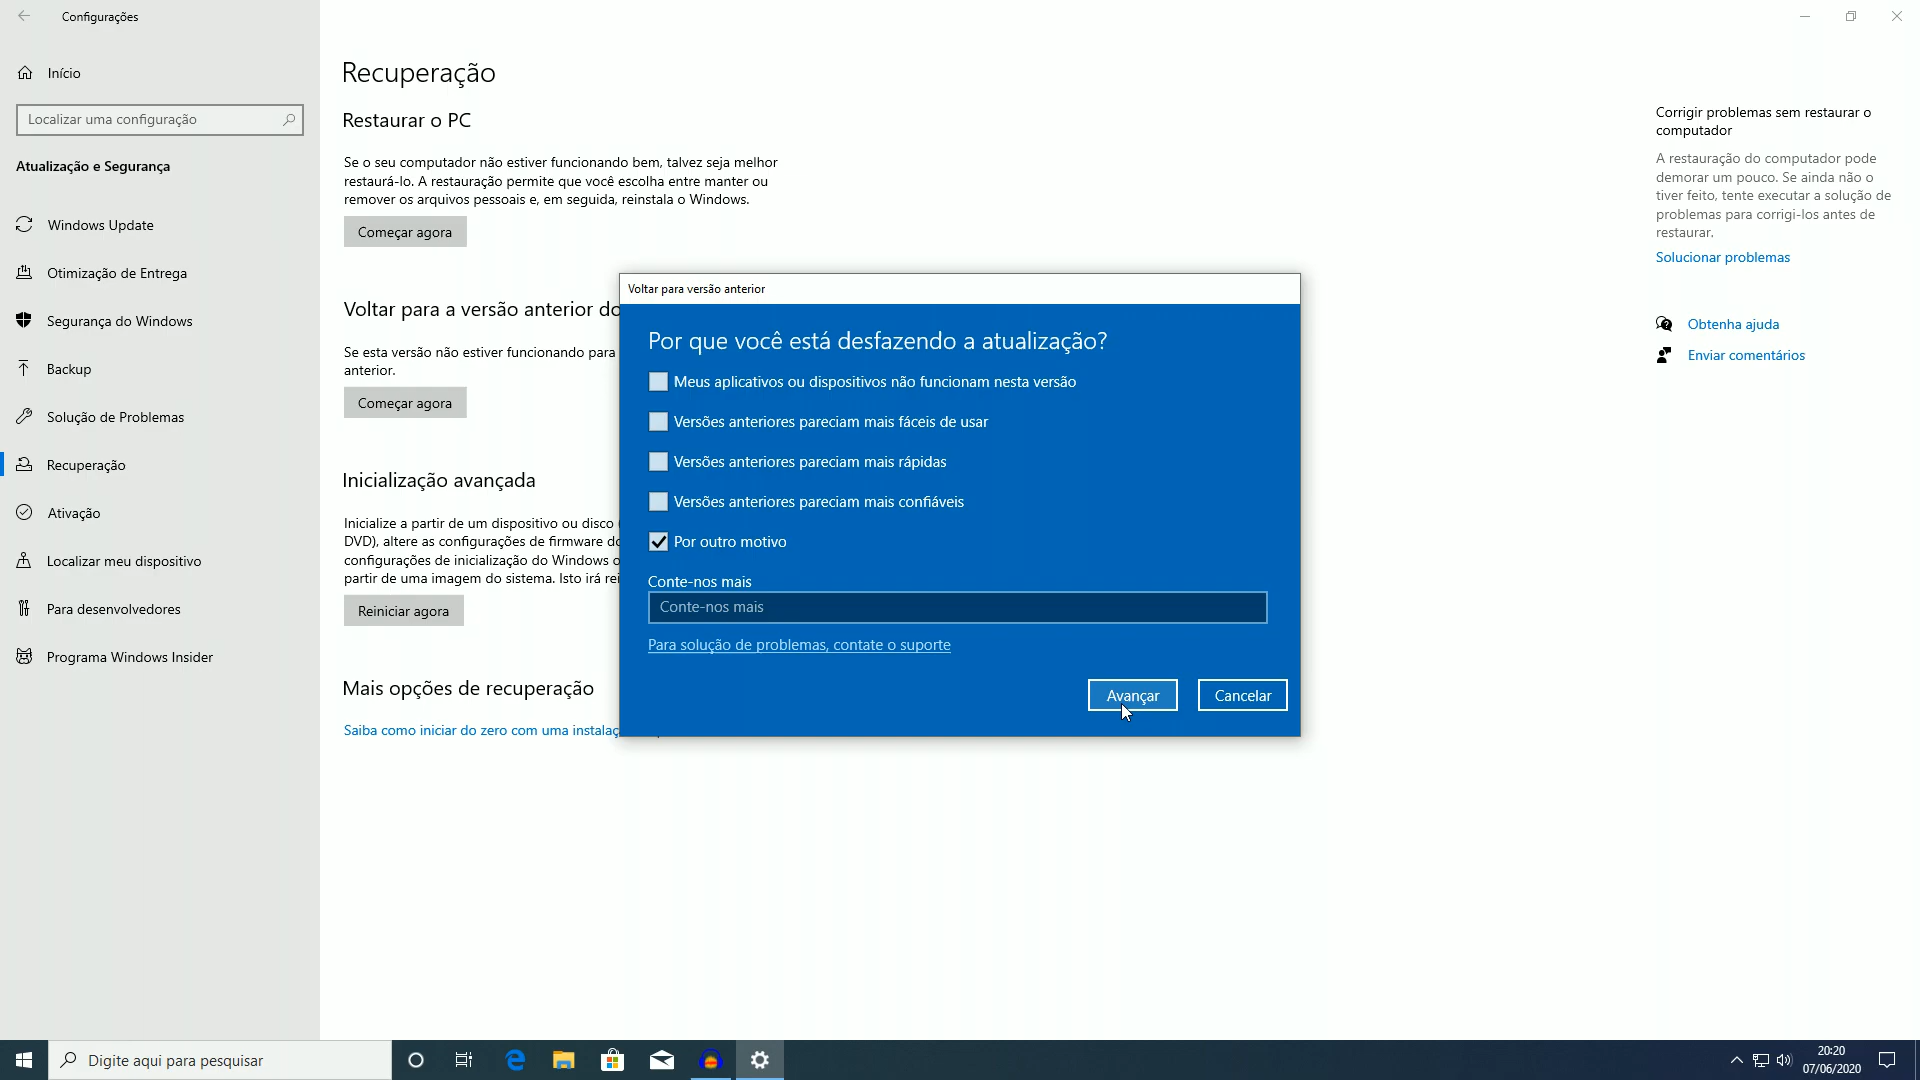 Configurações
Início
Localizar uma configuração
Atualização e Segurança
Windows Update
Otimização de Entrega
Segurança do Windows
Backup
Solução de Problemas
Recuperação
Ativação
Localizar meu dispositivo
Para desenvolvedores
Programa Windows Insider
Recuperação
Restaurar o PC
Se o seu computador não estiver funcionando bem, talvez seja melhor
restaurá-lo. A restauração permite que você escolha entre manter ou
remover os arquivos pessoais e, em seguida, reinstala o Windows.
Começar agora
Voltar para a versão anterior do
Se esta versão não estiver funcionando para
anterior.
Começar agora
Inicialização avançada
Inicialize a partir de um dispositivo ou disco (
DVD), altere as configurações de firmware do
configurações de inicialização do Windows o
partir de uma imagem do sistema. Isto irá rei
Reiniciar agora
Mais opções de recuperação
Saiba como iniciar do zero com uma instalaç
Voltar para versão anterior
Por que você está desfazendo a atualização?
Meus aplicativos ou dispositivos não funcionam nesta versão
Versões anteriores pareciam mais fáceis de usar
Versões anteriores pareciam mais rápidas
Versões anteriores pareciam mais confiáveis
Por outro motivo
Conte-nos mais
Conte-nos mais
Para solução de problemas, contate o suporte
Avançar
Cancelar
Corrigir problemas sem restaurar o
computador
A restauração do computador pode
demorar um pouco. Se ainda não o
tiver feito, tente executar a solução de
problemas para corrigi-los antes de
restaurar.
Solucionar problemas
Obtenha ajuda
Enviar comentários
Digite aqui para pesquisar
20:20
07/06/2020